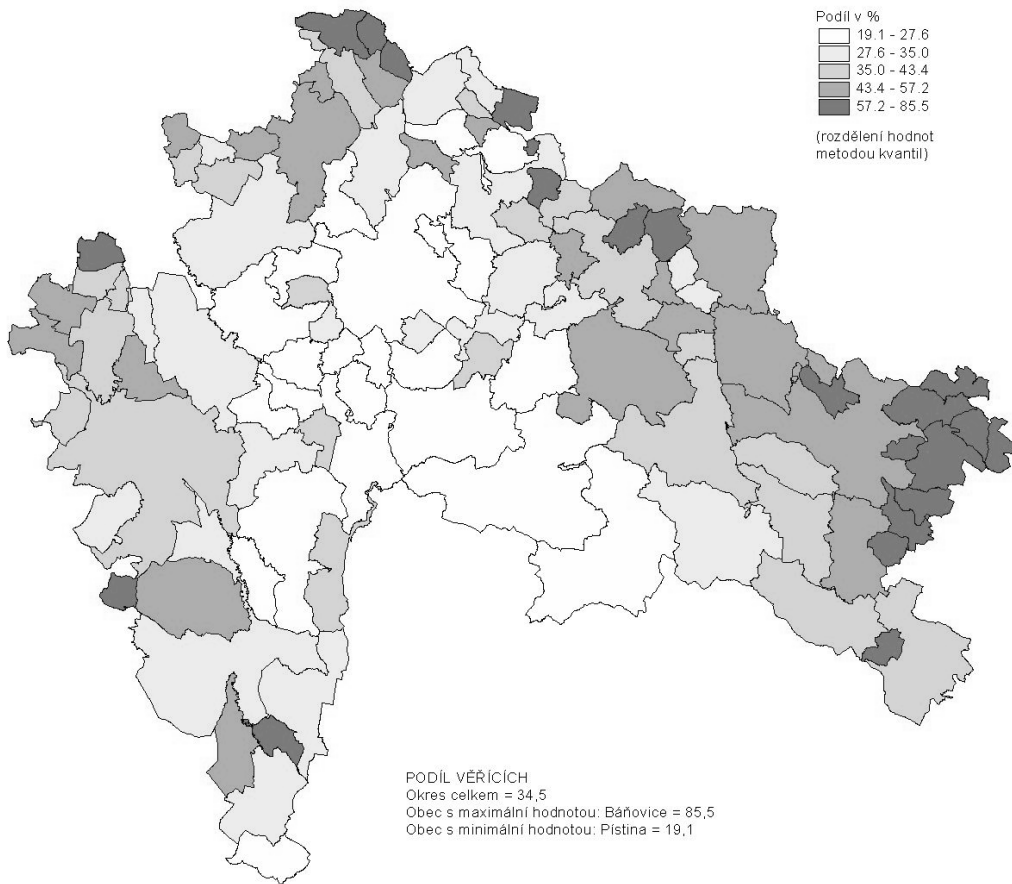 Podíl v %
19.1 - 27.6
27.6 - 35.0
35.0 - 43.4
43.4 - 57.2
57.2 - 85.5
(rozdělení hodnot
metodou kvantil)
PODÍL VĚŘÍCÍCH
Okres celkem = 34,5
Obec s maximální hodnotou: Báňovice = 85,5
Obec s minimální hodnotou: Pístina = 19,1